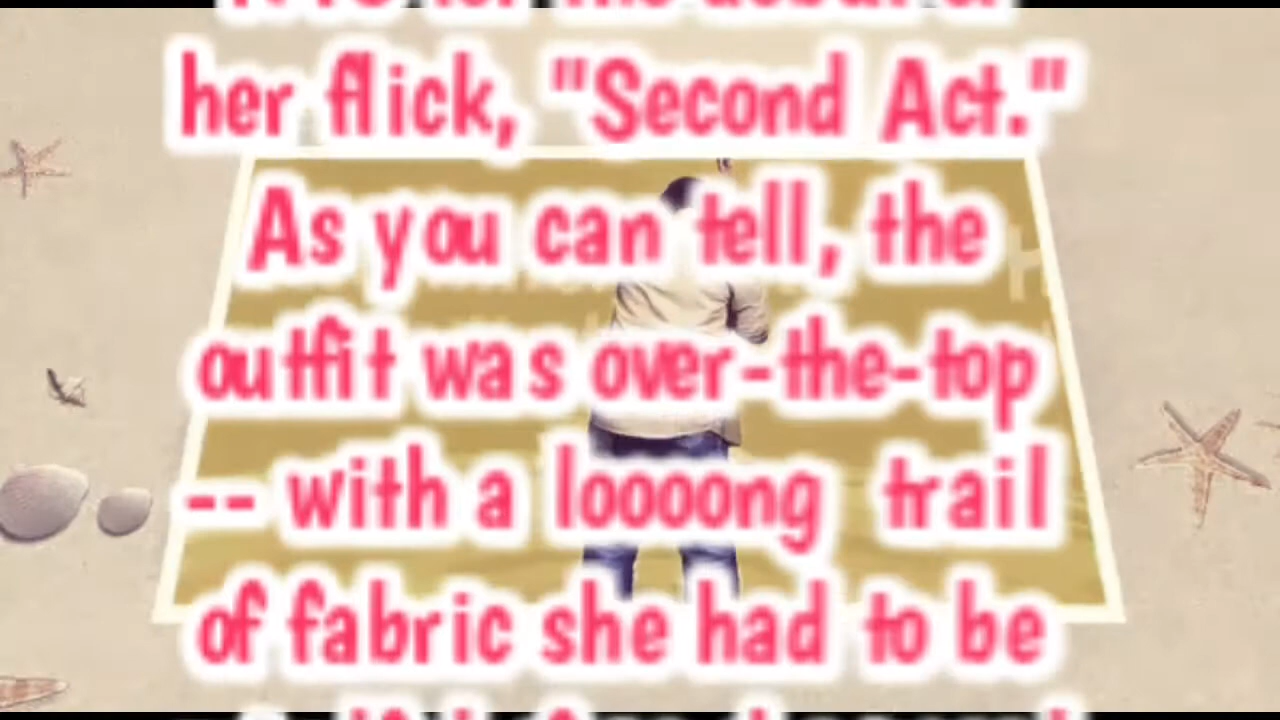 her flick, "Second Act."
As you can tell, the
outfit was over-the-top
-- with a loooong trail
of fabric she had to be